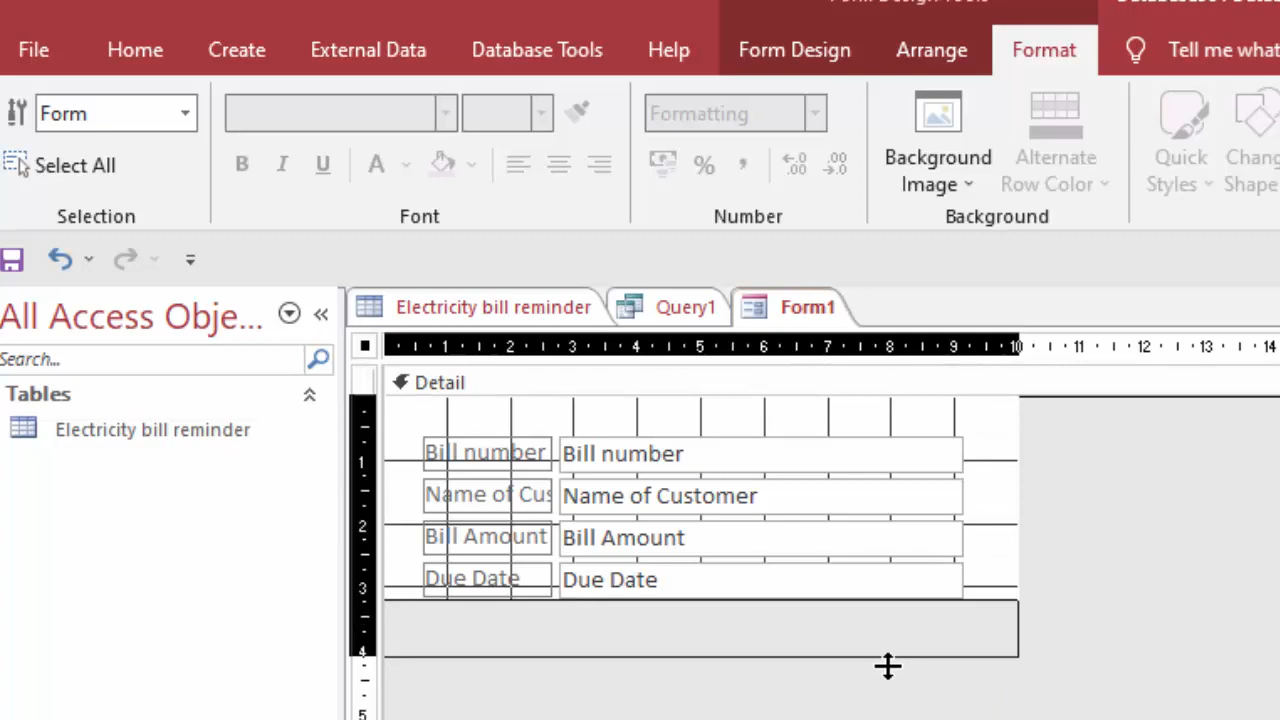 File Home Create External Data Database Tools Help Form Design Arrange Format Tell me what
Form
Select All
Selection
B I U A
Font
Formatting
% ,
Number
Background Image
Alternate Row Color
Background
Quick Styles
Chang
Shape
All Access Obje... «
Search...
Tables
Electricity bill reminder
Electricity bill reminder Query1 Form1
1 2 3 4 5 6 7 8 9 10 11 12 13 14
Detail
1
2
3
4
5
Bill number Bill number
Name of Cus Name of Customer
Bill Amount Bill Amount
Due Date Due Date